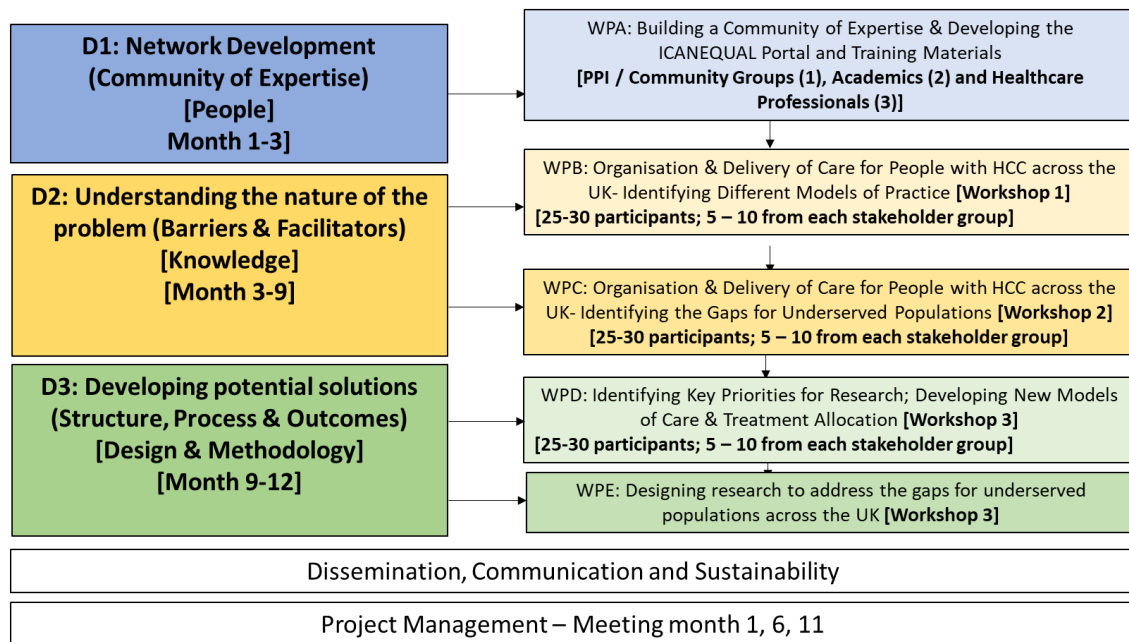 D1: Network Development
(Community of Expertise)
[People]
Month 1-3]
WPA: Building a Community of Expertise & Developing the
ICANEQUAL Portal and Training Materials
[PPI / Community Groups (1), Academics (2) and Healthcare
Professionals (3)]
D2: Understanding the nature of the
problem (Barriers & Facilitators)
[Knowledge]
[Month 3-9]
WPB: Organisation & Delivery of Care for People with HCC across the
UK- Identifying Different Models of Practice [Workshop 1]
[25-30 participants; 5 – 10 from each stakeholder group]
WPC: Organisation & Delivery of Care for People with HCC across the
UK- Identifying the Gaps for Underserved Populations [Workshop 2]
[25-30 participants; 5 – 10 from each stakeholder group]
D3: Developing potential solutions
(Structure, Process & Outcomes)
[Design & Methodology]
[Month 9-12]
WPD: Identifying Key Priorities for Research; Developing New Models
of Care & Treatment Allocation [Workshop 3]
[25-30 participants; 5 – 10 from each stakeholder group]
WPE: Designing research to address the gaps for underserved
populations across the UK [Workshop 3]
Dissemination, Communication and Sustainability
Project Management – Meeting month 1, 6, 11